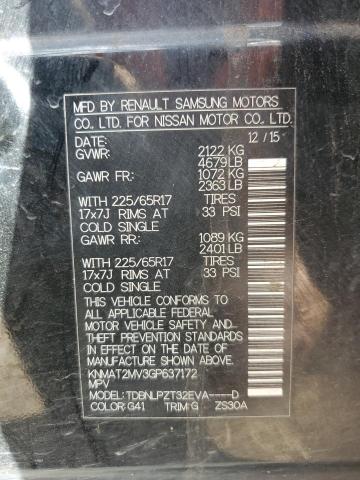 MFD BY RENAULT SAMSUNG MOTORS
CO., LTD. FOR NISSAN MOTOR CO., LTD.
DATE: 12 / 15
GVWR: 2122 KG
4679 LB
GAWR FR: 1072 KG
2363 LB
WITH 225/65R17 TIRES
17x7J RIMS AT 33 PSI
COLD SINGLE
GAWR RR: 1089 KG
2401 LB
WITH 225/65R17 TIRES
17x7J RIMS AT 33 PSI
COLD SINGLE
THIS VEHICLE CONFORMS TO
ALL APPLICABLE FEDERAL
MOTOR VEHICLE SAFETY AND
THEFT PREVENTION STANDARDS
IN EFFECT ON THE DATE OF
MANUFACTURE SHOWN ABOVE.
KNMAT2MV3GP637172
MPV
MODEL: TDBNLPZT32EVA----D
COLOR: G41 TRIM: G ZS30A